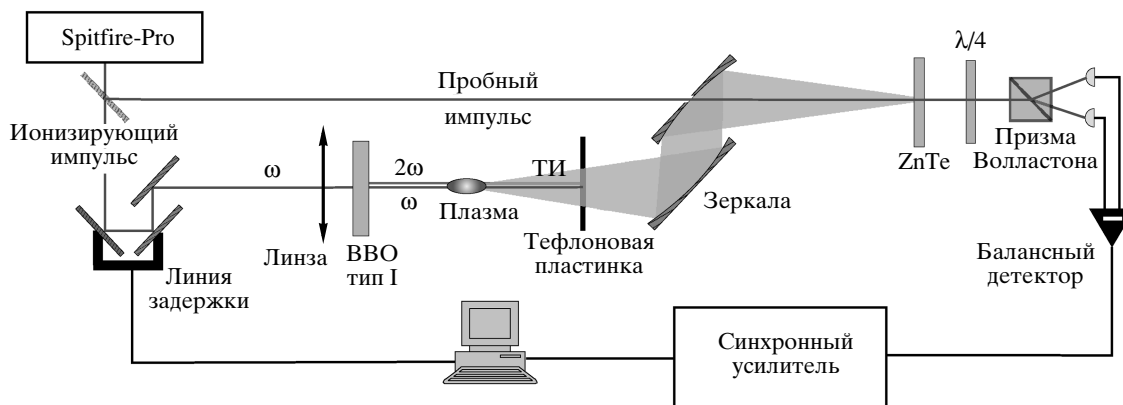 Spitfire-Pro
λ/4
Пробный
импульс
Ионизирующий
импульс
Призма
Волластона
ZnTe
ω
2ω
ω
ТИ
Плазма
Зеркала
Линза
BBO
тип I
Тефлоновая
пластинка
Балансный
детектор
Линия
задержки
Синхронный
усилитель